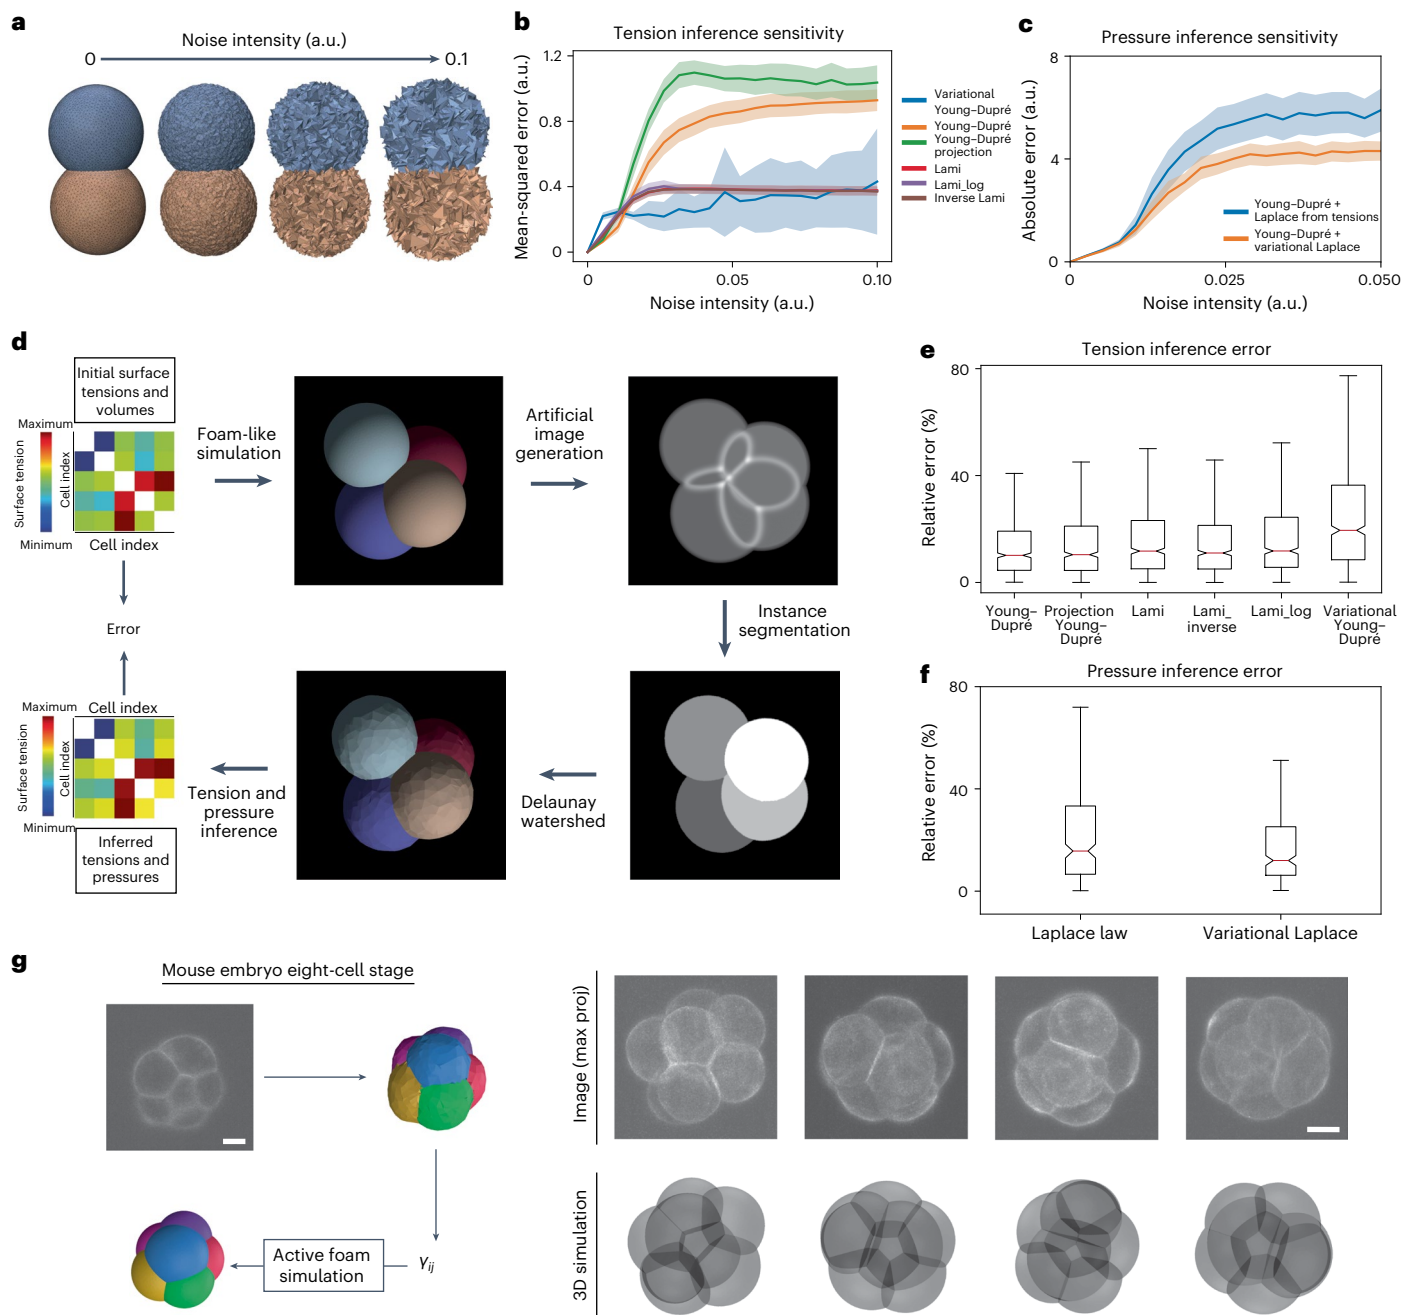 a
Noise intensity (a.u.)
0
0.1
b
Tension inference sensitivity
Mean-squared error (a.u.)
1.2
0.8
0.4
0
0
0.05
0.10
Noise intensity (a.u.)
Variational
Young–Dupré
Young–Dupré
Young–Dupré
projection
Lami
Lami_log
Inverse Lami
c
Pressure inference sensitivity
Absolute error (a.u.)
8
4
0
0
0.025
0.050
Noise intensity (a.u.)
Young–Dupré +
Laplace from tensions
Young–Dupré +
variational Laplace
d
Initial surface
tensions and
volumes
Maximum
Surface tension
Cell index
Minimum
Cell index
Foam-like
simulation
Artificial
image
generation
Instance
segmentation
Delaunay
watershed
Tension and
pressure
inference
Error
Maximum
Cell index
Surface tension
Cell index
Minimum
Inferred
tensions and
pressures
e
Tension inference error
Relative error (%)
80
40
0
Young–
Dupré
Projection
Young–
Dupré
Lami
Lami_
inverse
Lami_log
Variational
Young–
Dupré
f
Pressure inference error
Relative error (%)
80
40
0
Laplace law
Variational Laplace
g
Mouse embryo eight-cell stage
γij
Active foam
simulation
Image (max proj)
3D simulation